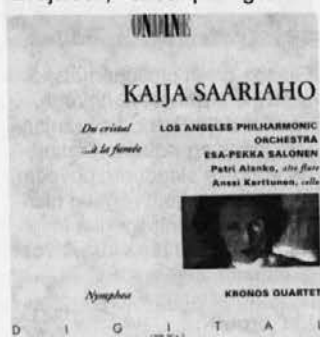 ONDINE
KAIJA SAARIAHO
Du cristal LOS ANGELES PHILHARMONIC
ORCHESTRA
...à la fumée ESA-PEKKA SALONEN
Petri Alanko, alto flute
Anssi Karttunen, cello
Nymphea KRONOS QUARTET
D I G I T A L